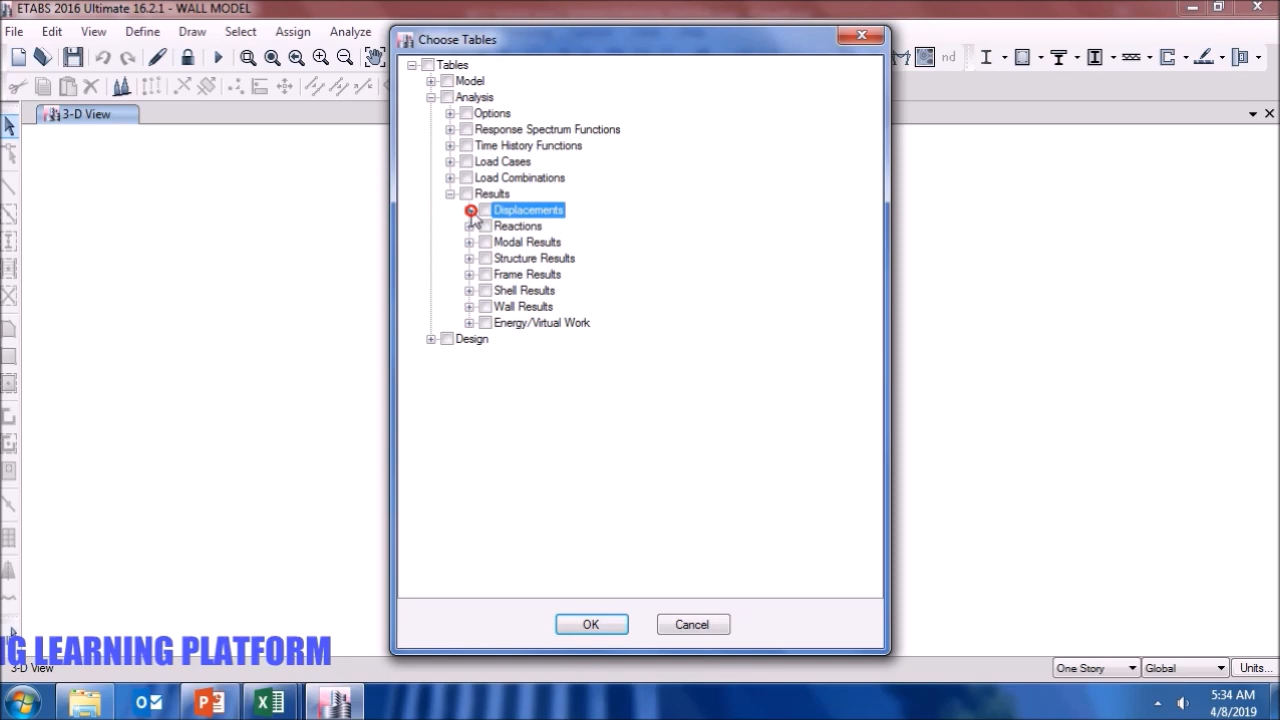 ETABS 2016 Ultimate 16.2.1 - WALL MODEL
File Edit View Define Draw Select Assign Analyze
Choose Tables
nd
3-D View
Tables
Model
Analysis
Options
Response Spectrum Functions
Time History Functions
Load Cases
Load Combinations
Results
Displacements
Reactions
Modal Results
Structure Results
Frame Results
Shell Results
Wall Results
Energy/Virtual Work
Design
OK Cancel
G LEARNING PLATFORM
3-D View
One Story Global Units...
5:34 AM
4/8/2019